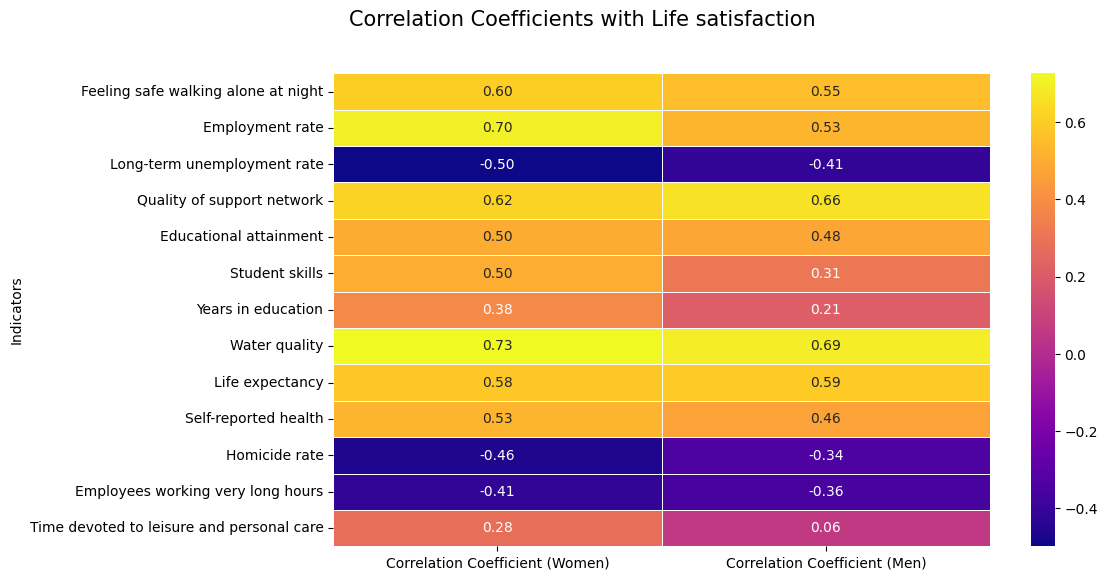 Correlation Coefficients with Life satisfaction
Indicators
Feeling safe walking alone at night 0.60 0.55
Employment rate 0.70 0.53
Long-term unemployment rate -0.50 -0.41
Quality of support network 0.62 0.66
Educational attainment 0.50 0.48
Student skills 0.50 0.31
Years in education 0.38 0.21
Water quality 0.73 0.69
Life expectancy 0.58 0.59
Self-reported health 0.53 0.46
Homicide rate -0.46 -0.34
Employees working very long hours -0.41 -0.36
Time devoted to leisure and personal care 0.28 0.06
Correlation Coefficient (Women) Correlation Coefficient (Men)
0.6
0.4
0.2
0.0
−0.2
−0.4